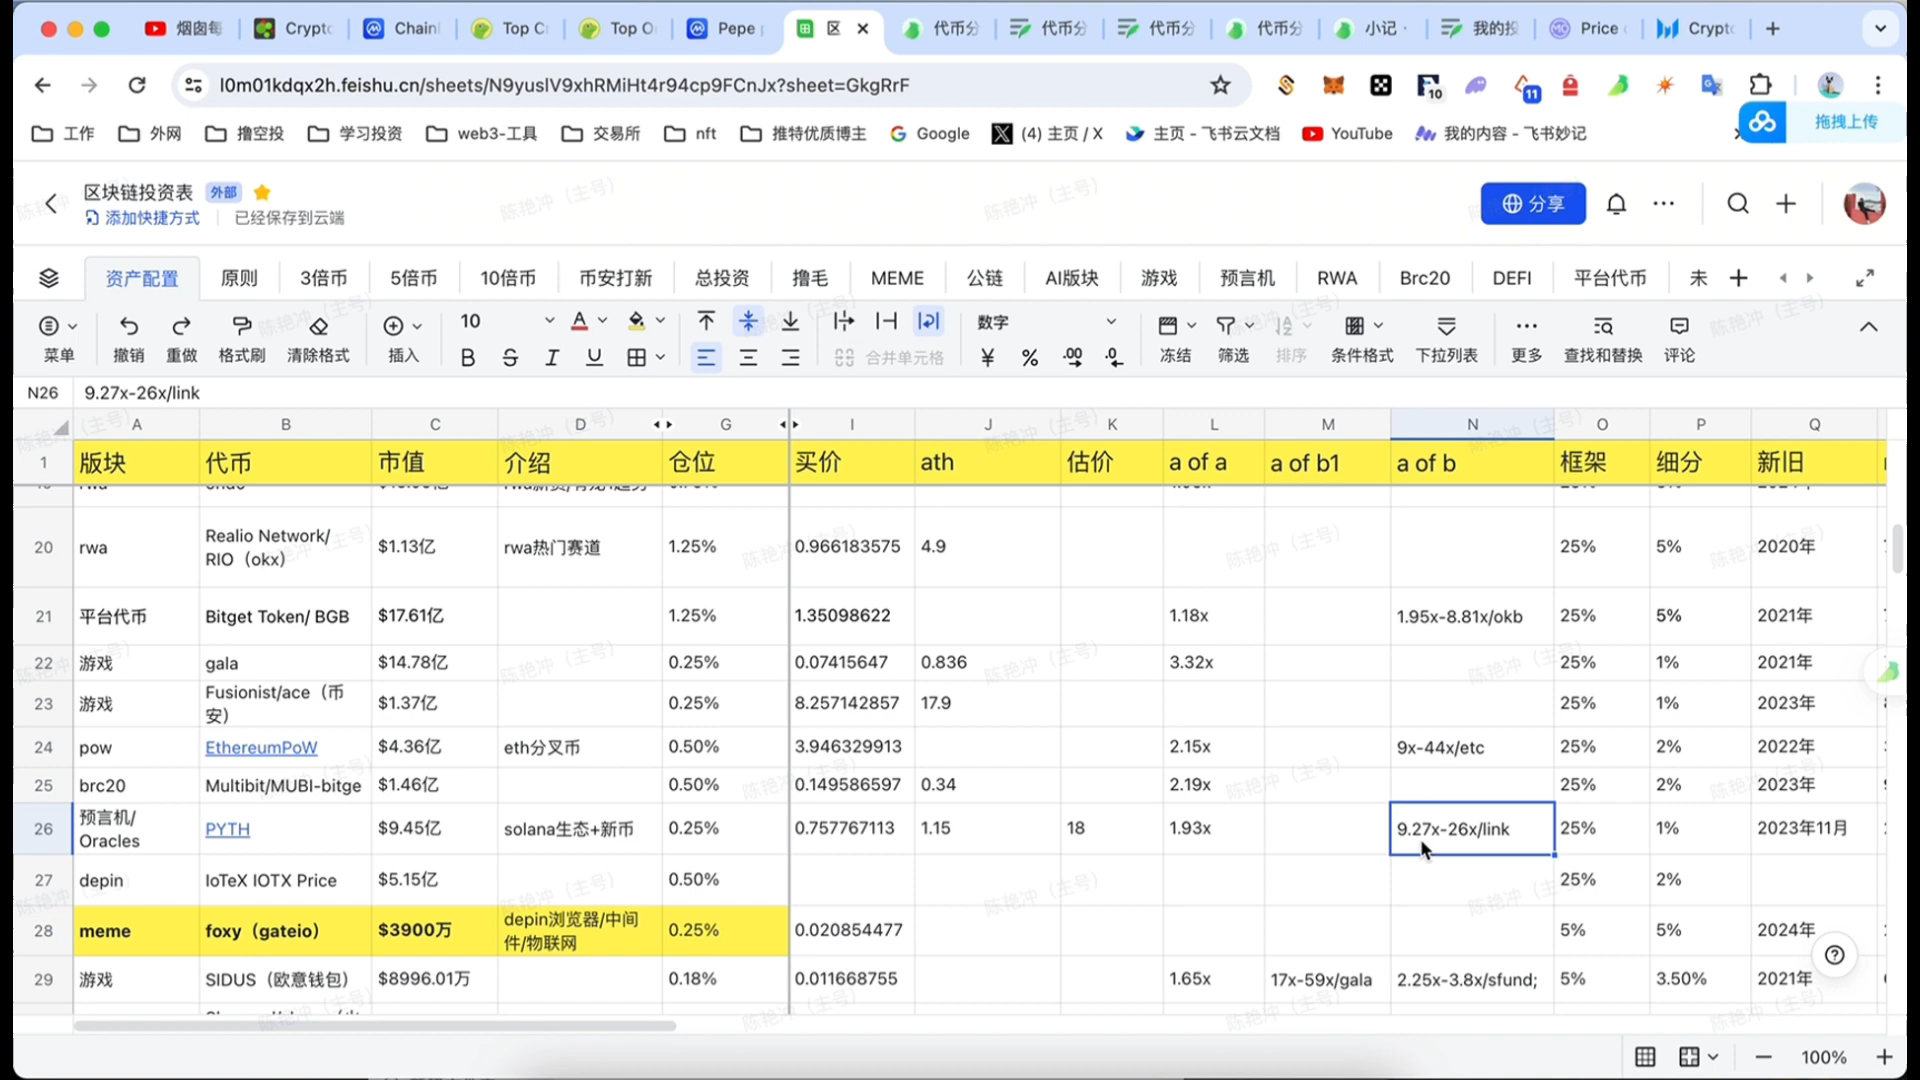 烟囱每
Crypto
Chainl
Top C
Top O
Pepe
区
代币分
代币分
代币分
代币分
小记
我的投
Price
Crypto
l0m01kdqx2h.feishu.cn/sheets/N9yuslV9xhRMiHt4r94cp9FCnJx?sheet=GkgRrF
10
11
工作
外网
撸空投
学习投资
web3-工具
交易所
nft
推特优质博主
Google
(4) 主页 / X
主页 - 飞书云文档
YouTube
我的内容 - 飞书妙记
拖拽上传
区块链投资表 外部
添加快捷方式 已经保存到云端
分享
资产配置 原则 3倍币 5倍币 10倍币 币安打新 总投资 撸毛 MEME 公链 AI版块 游戏 预言机 RWA Brc20 DEFI 平台代币 未
菜单 撤销 重做 格式刷 清除格式 插入
10
合并单元格
数字
冻结 筛选 排序 条件格式 下拉列表 更多 查找和替换 评论
N26 9.27x-26x/link
A B C D G I J K L M N O P Q
1 版块 代币 市值 介绍 仓位 买价 ath 估价 a of a a of b1 a of b 框架 细分 新旧
20 rwa Realio Network/ RIO（okx） $1.13亿 rwa热门赛道 1.25% 0.966183575 4.9 25% 5% 2020年
21 平台代币 Bitget Token/ BGB $17.61亿 1.25% 1.35098622 1.18x 1.95x-8.81x/okb 25% 5% 2021年
22 游戏 gala $14.78亿 0.25% 0.07415647 0.836 3.32x 25% 1% 2021年
23 游戏 Fusionist/ace（币安） $1.37亿 0.25% 8.257142857 17.9 25% 1% 2023年
24 pow EthereumPoW $4.36亿 eth分叉币 0.50% 3.946329913 2.15x 9x-44x/etc 25% 2% 2022年
25 brc20 Multibit/MUBI-bitge $1.46亿 0.50% 0.149586597 0.34 2.19x 25% 2% 2023年
26 预言机/ Oracles PYTH $9.45亿 solana生态+新币 0.25% 0.757767113 1.15 18 1.93x 9.27x-26x/link 25% 1% 2023年11月
27 depin IoTeX IOTX Price $5.15亿 0.50% 25% 2%
28 meme foxy（gateio） $3900万 depin浏览器/中间件/物联网 0.25% 0.020854477 5% 5% 2024年
29 游戏 SIDUS（欧意钱包） $8996.01万 0.18% 0.011668755 1.65x 17x-59x/gala 2.25x-3.8x/sfund; 5% 3.50% 2021年
100%
陈艳冲（主号）